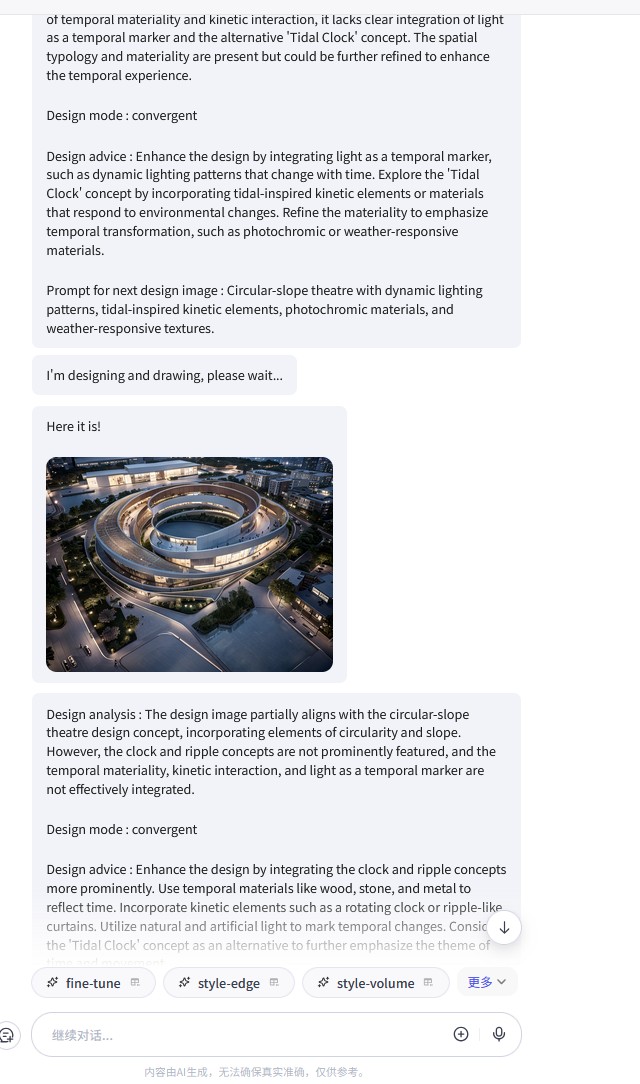 of temporal materiality and kinetic interaction, it lacks clear integration of light
as a temporal marker and the alternative 'Tidal Clock' concept. The spatial
typology and materiality are present but could be further refined to enhance
the temporal experience.
Design mode : convergent
Design advice : Enhance the design by integrating light as a temporal marker,
such as dynamic lighting patterns that change with time. Explore the 'Tidal
Clock' concept by incorporating tidal-inspired kinetic elements or materials
that respond to environmental changes. Refine the materiality to emphasize
temporal transformation, such as photochromic or weather-responsive
materials.
Prompt for next design image : Circular-slope theatre with dynamic lighting
patterns, tidal-inspired kinetic elements, photochromic materials, and
weather-responsive textures.
I'm designing and drawing, please wait...
Here it is!
Design analysis : The design image partially aligns with the circular-slope
theatre design concept, incorporating elements of circularity and slope.
However, the clock and ripple concepts are not prominently featured, and the
temporal materiality, kinetic interaction, and light as a temporal marker are
not effectively integrated.
Design mode : convergent
Design advice : Enhance the design by integrating the clock and ripple concepts
more prominently. Use temporal materials like wood, stone, and metal to
reflect time. Incorporate kinetic elements such as a rotating clock or ripple-like
curtains. Utilize natural and artificial light to mark temporal changes.
the 'Tidal Clock' concept as an alternative to further emphasize the theme of
time and movement.
fine-tune
style-edge
style-volume
更多
继续对话...
内容由AI生成，无法确保真实准确，仅供参考。